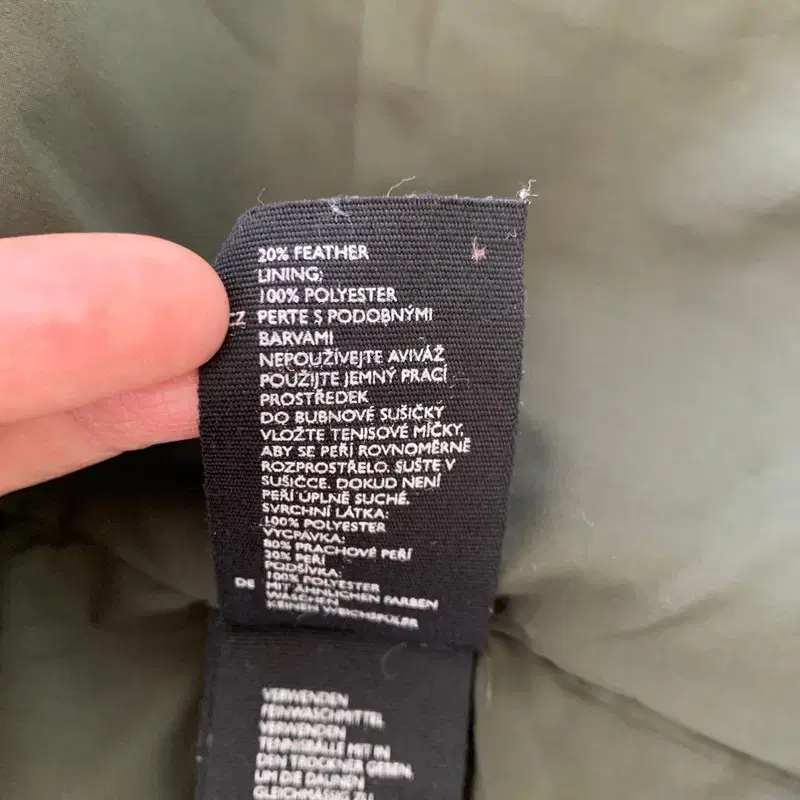 20% FEATHER
LINING:
100% POLYESTER
CZ PERTE S PODOBNÝMI
BARVAMI
NEPOUŽÍVEJTE AVIVÁŽ
POUŽIJTE JEMNÝ PRACÍ
PROSTŘEDEK
DO BUBNOVÉ SUŠIČKY
VLOŽTE TENISOVÉ MÍČKY,
ABY SE PEŘÍ ROVNOMĚRNĚ
ROZPROSTŘELO. SUŠTE V
SUŠIČCE, DOKUD NENÍ
PEŘÍ ÚPLNĚ SUCHÉ.
SVRCHNÍ LÁTKA:
100% POLYESTER
VYCPÁVKA:
80% PRACHOVÉ PEŘÍ
20% PEŘÍ
PODŠÍVKA:
100% POLYESTER
DE MIT ÄHNLICHEN FARBEN
WASCHEN
KEINEN WEICHSPÜLER
VERWENDEN
FEINWASCHMITTEL
VERWENDEN
TENNISBÄLLE MIT IN
DEN TROCKNER GEBEN,
UM DIE DAUNEN
GLEICHMÄSSIG ZU